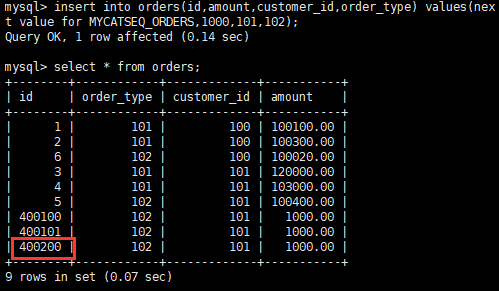 mysql> insert into orders(id,amount,customer_id,order_type) values(nex
t value for MYCATSEQ_ORDERS,1000,101,102);
Query OK, 1 row affected (0.14 sec)
mysql> select * from orders;
+--------+------------+-------------+-----------+
| id     | order_type | customer_id | amount    |
+--------+------------+-------------+-----------+
|      1 |        101 |         100 | 100100.00 |
|      2 |        101 |         100 | 100300.00 |
|      6 |        102 |         100 | 100020.00 |
|      3 |        101 |         101 | 120000.00 |
|      4 |        101 |         101 | 103000.00 |
|      5 |        102 |         101 | 100400.00 |
| 400100 |        102 |         101 |   1000.00 |
| 400101 |        102 |         101 |   1000.00 |
| 400200 |        102 |         101 |   1000.00 |
+--------+------------+-------------+-----------+
9 rows in set (0.07 sec)